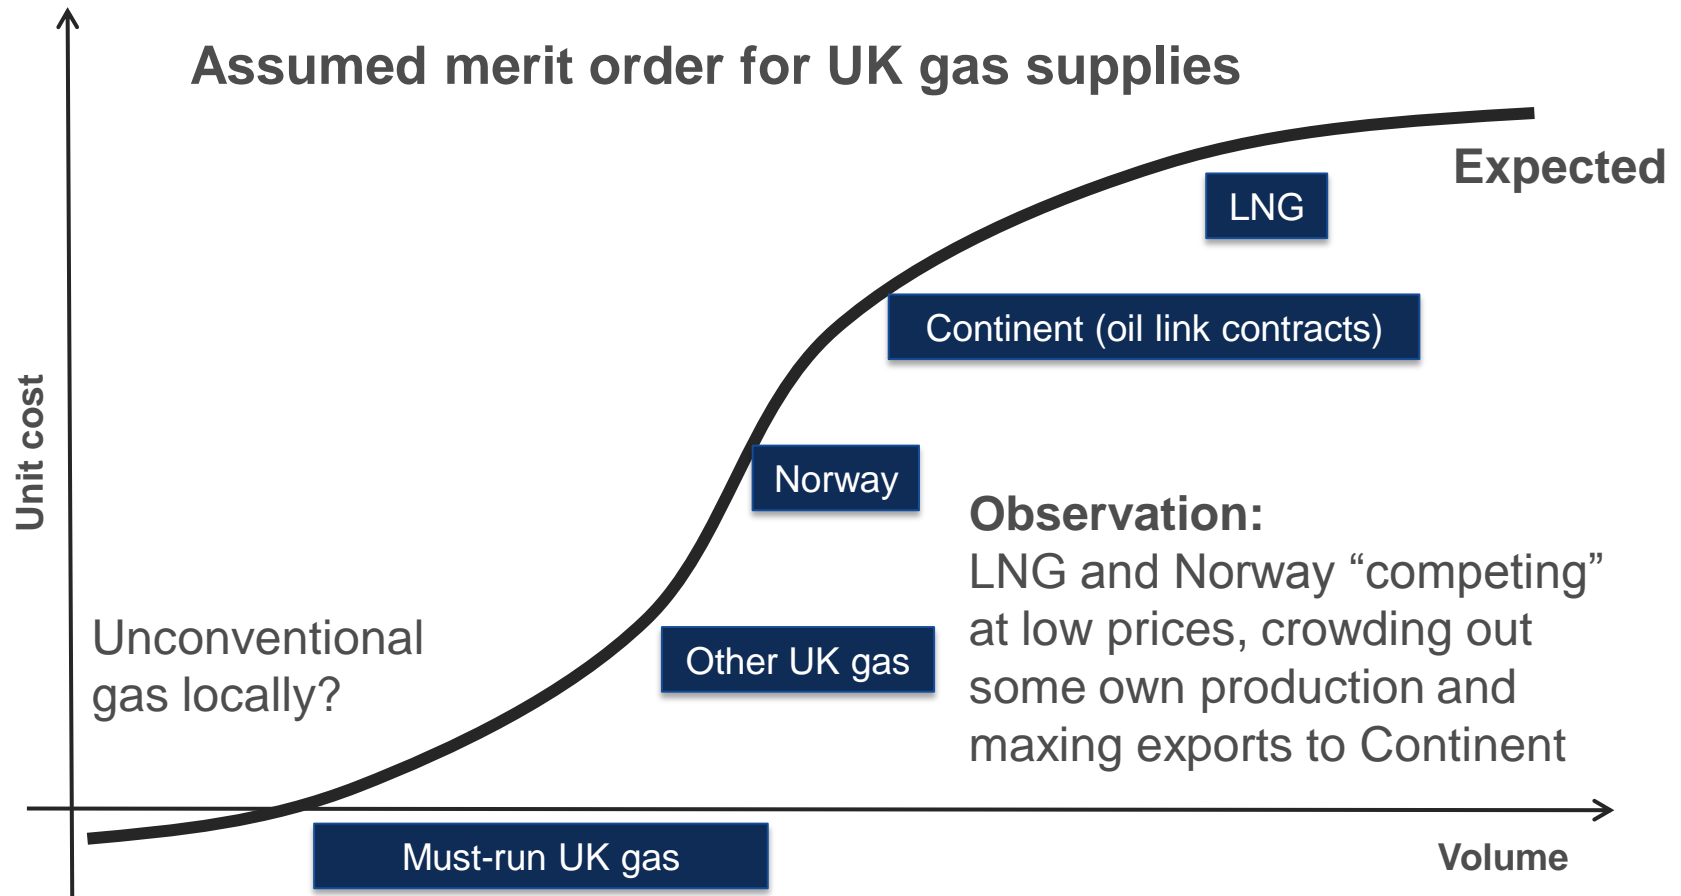 Assumed merit order for UK gas supplies
Expected
LNG
Continent (oil link contracts)
Unit cost
Norway
Observation:
LNG and Norway “competing”
at low prices, crowding out
some own production and
maxing exports to Continent
Unconventional
gas locally?
Other UK gas
Must-run UK gas
Volume